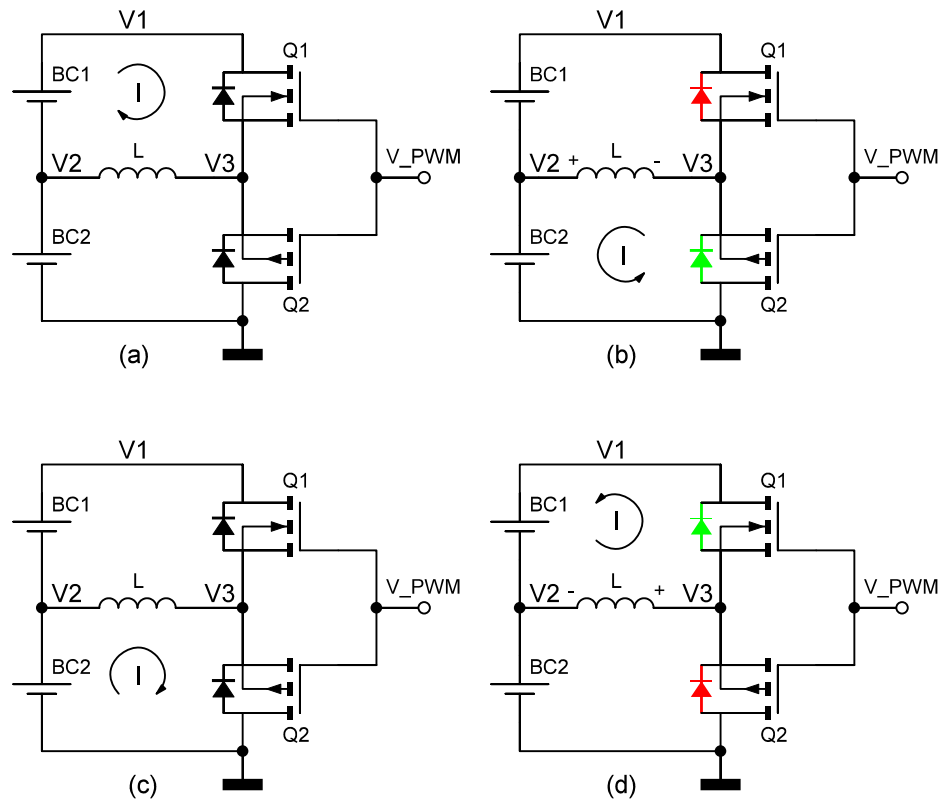 V1
Q1
BC1
I
L
V2
V3
V_PWM
BC2
Q2
(a)
V1
Q1
BC1
V2
+
L
-
V3
V_PWM
BC2
I
Q2
(b)
V1
Q1
BC1
L
V2
V3
V_PWM
BC2
I
Q2
(c)
V1
Q1
BC1
I
V2
-
L
+
V3
V_PWM
BC2
Q2
(d)